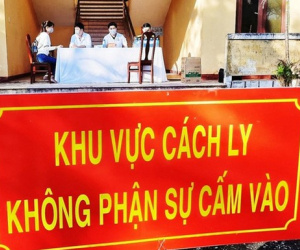 KHU VỰC CÁCH LY
KHÔNG PHẬN SỰ CẤM VÀO